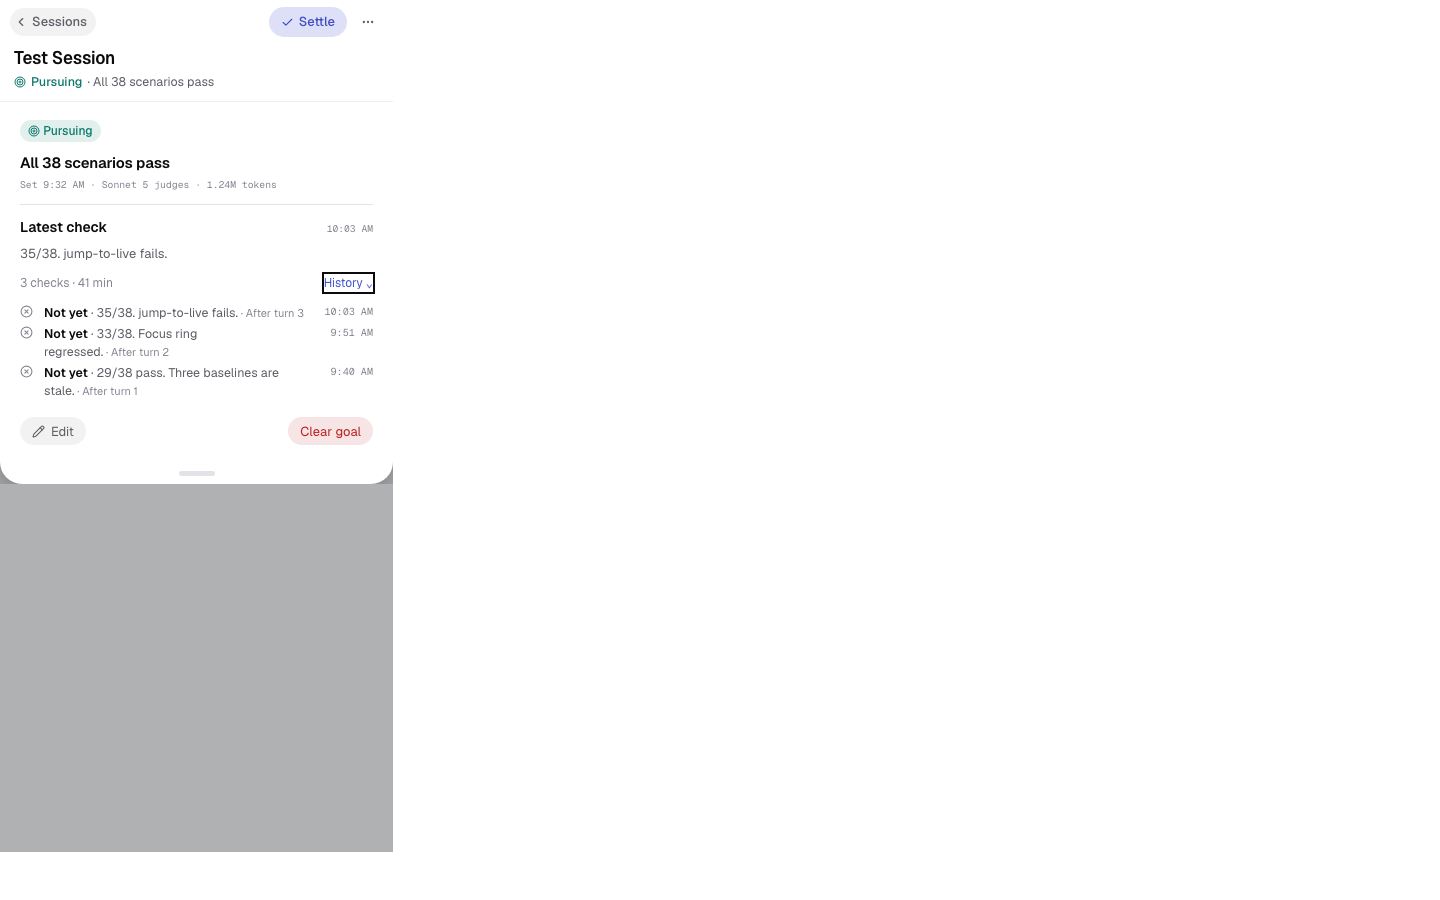 Sessions
Settle
Test Session
Pursuing · All 38 scenarios pass
Pursuing
All 38 scenarios pass
Set 9:32 AM · Sonnet 5 judges · 1.24M tokens
Latest check
10:03 AM
35/38. jump-to-live fails.
3 checks · 41 min
History
Not yet · 35/38. jump-to-live fails. · After turn 3
10:03 AM
Not yet · 33/38. Focus ring
9:51 AM
regressed. · After turn 2
Not yet · 29/38 pass. Three baselines are
9:40 AM
stale. · After turn 1
Edit
Clear goal